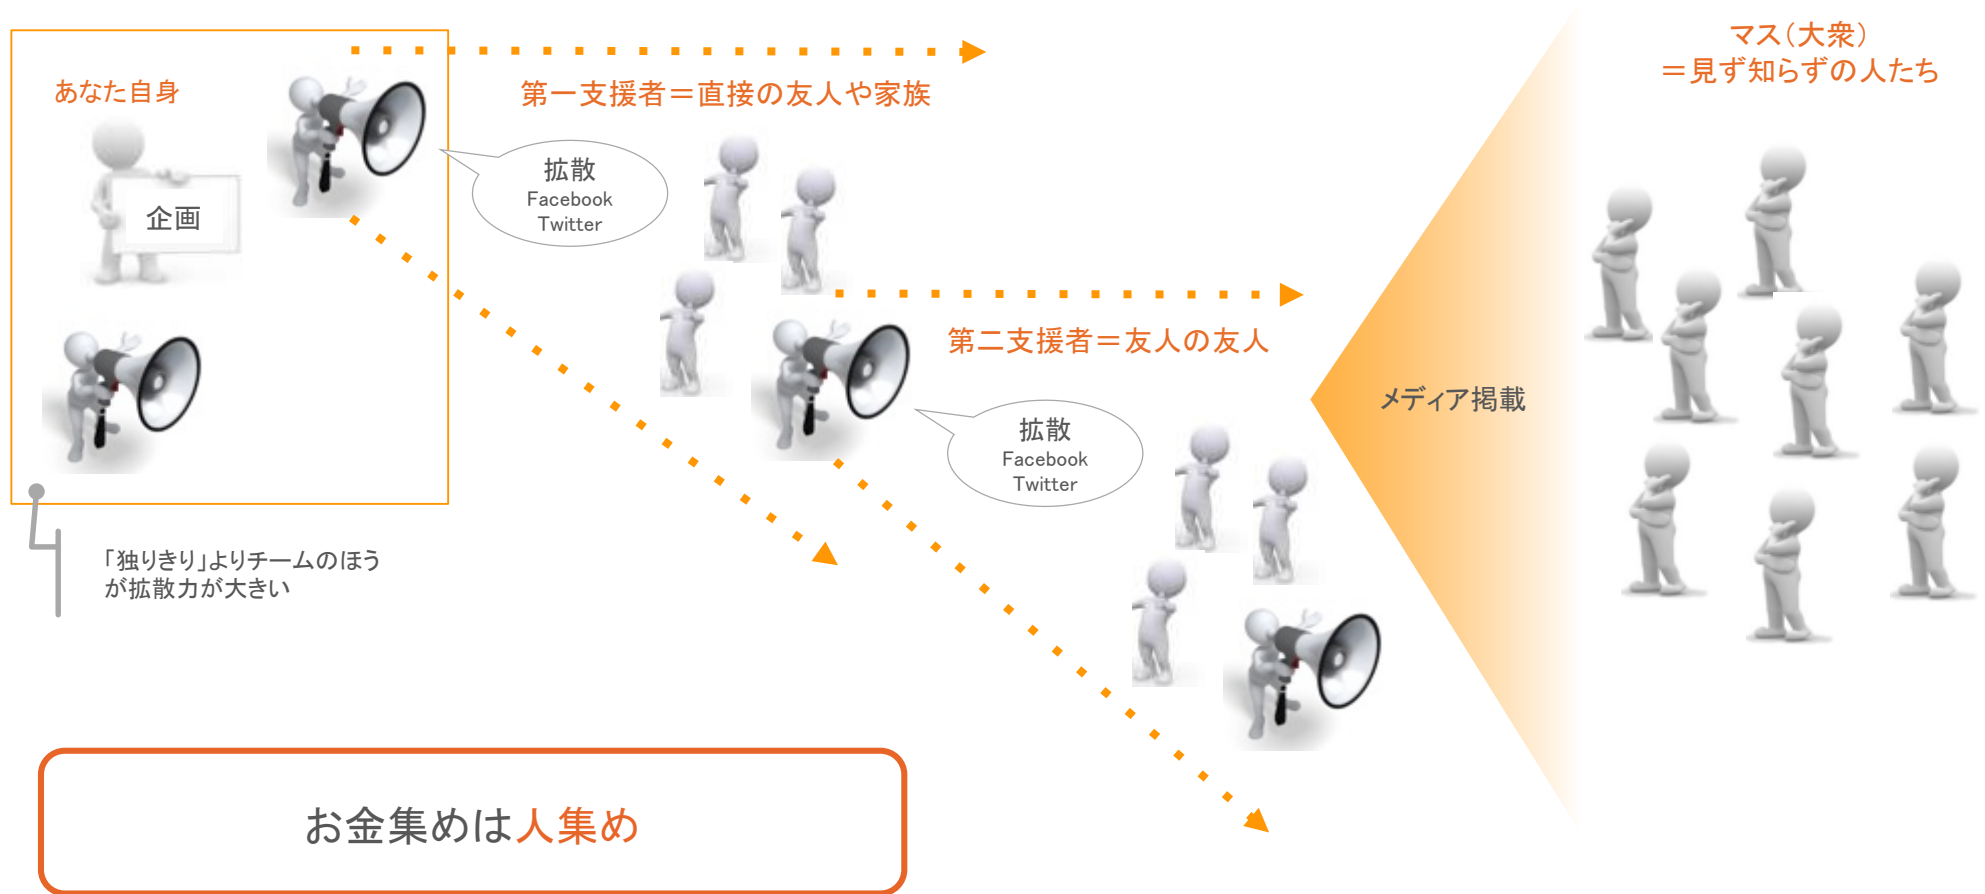 あなた自身
企画
「独りきり」よりチームのほう
が拡散力が大きい
第一支援者＝直接の友人や家族
拡散
Facebook
Twitter
第二支援者＝友人の友人
拡散
Facebook
Twitter
メディア掲載
マス（大衆）
＝見ず知らずの人たち
お金集めは人集め